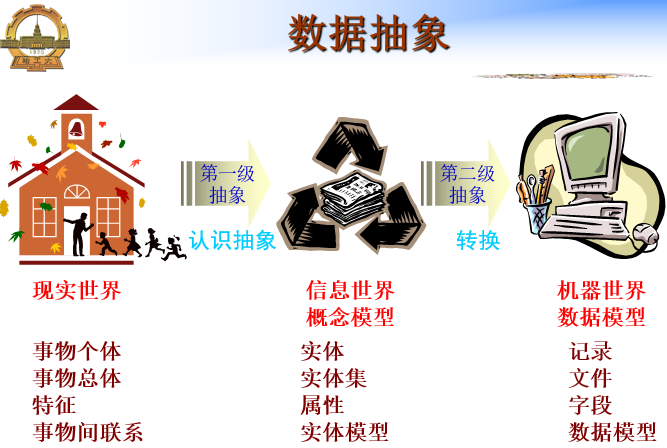 数据抽象
1920
哈工大
第一级
抽象
第二级
抽象
认识抽象
转换
现实世界
信息世界
概念模型
机器世界
数据模型
事物个体
实体
记录
事物总体
实体集
文件
特征
属性
字段
事物间联系
实体模型
数据模型